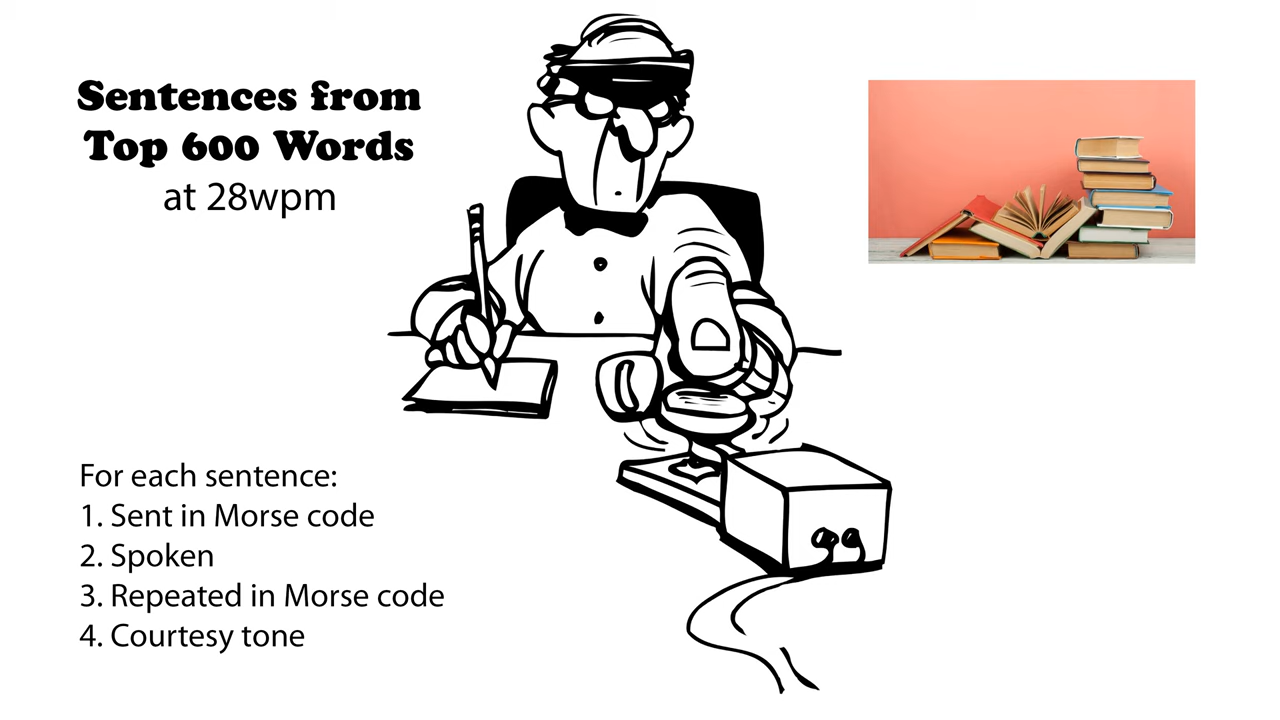 Sentences from
Top 600 Words
at 28wpm
For each sentence:
1. Sent in Morse code
2. Spoken
3. Repeated in Morse code
4. Courtesy tone